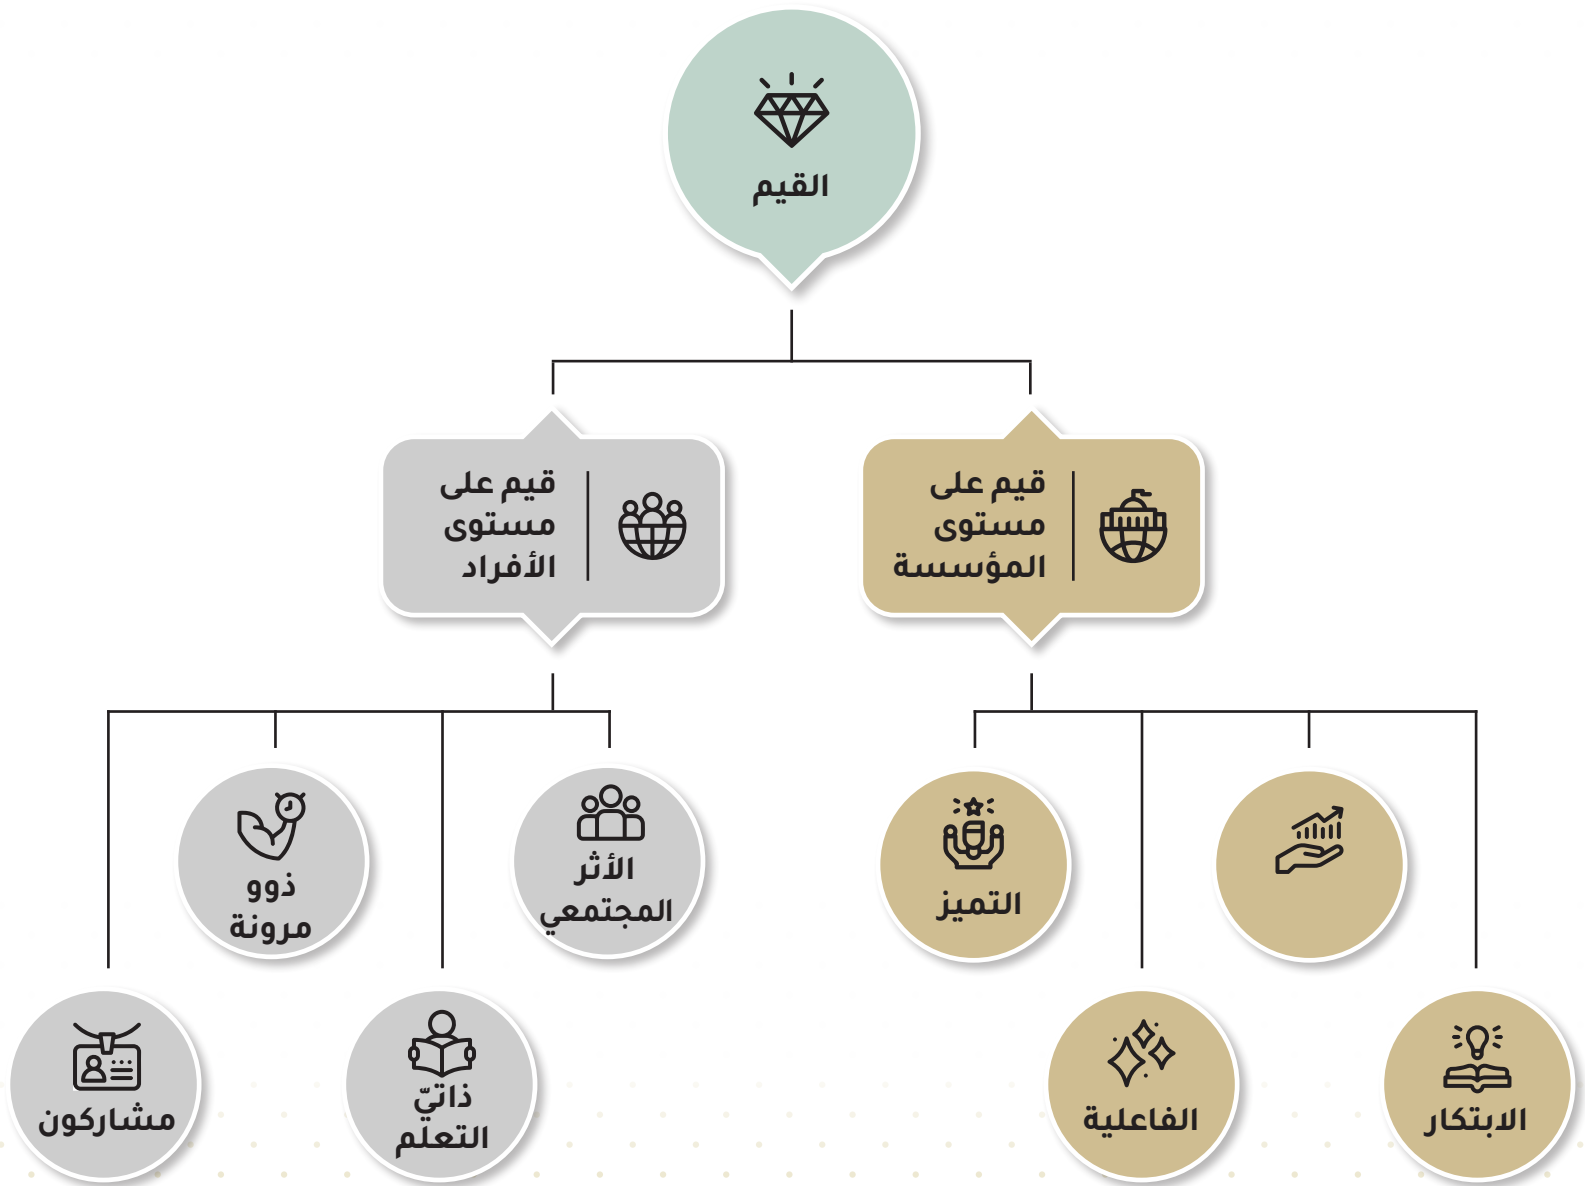 القيم
قيم على
مستوى
المؤسسة
قيم على
مستوى
الأفراد
التميز
الأثر
المجتمعي
ذوو
مرونة
الابتكار
الفاعلية
ذاتيّ
التعلم
مشاركون